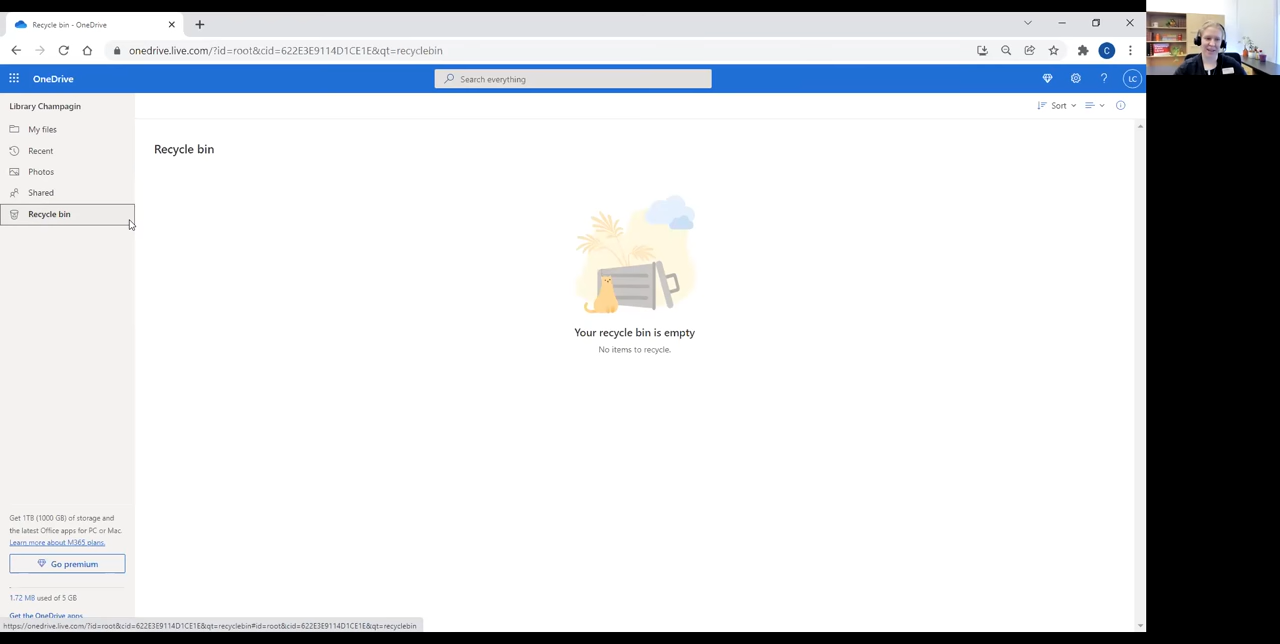 Recycle bin - OneDrive
onedrive.live.com/?id=root&cid=622E3E9114D1CE1E&qt=recyclebin
C
OneDrive
Search everything
?
LC
Library Champagin
Sort
My files
Recent
Photos
Shared
Recycle bin
Recycle bin
Your recycle bin is empty
No items to recycle.
Get 1TB (1000 GB) of storage and
the latest Office apps for PC or Mac.
Learn more about M365 plans.
Go premium
1.72 MB used of 5 GB
Get the OneDrive apps
https://onedrive.live.com/?id=root&cid=622E3E9114D1CE1E&qt=recyclebin#id=root&cid=622E3E9114D1CE1E&qt=recyclebin